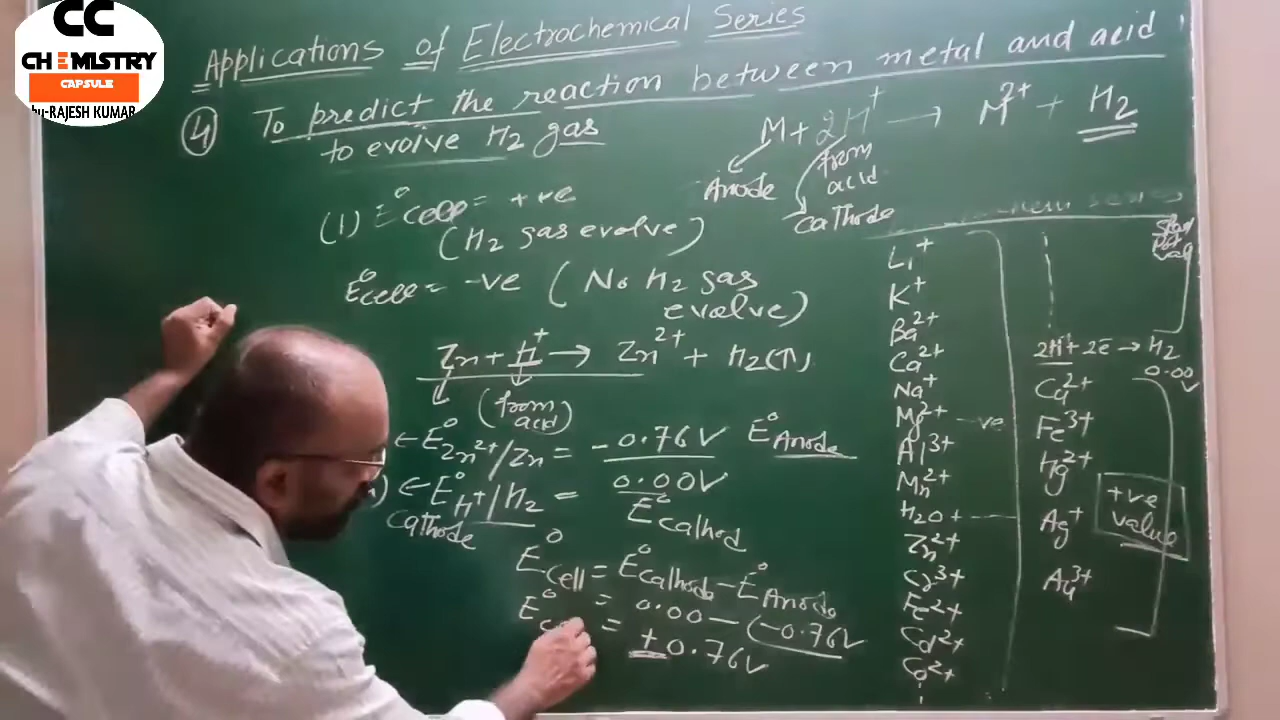 CC
CHEMISTRY
CAPSULE
by-RAJESH KUMAR
Applications of Electrochemical Series
④ To predict the reaction between metal and acid
to evolve H₂ gas
M + 2H⁺ → M²⁺ + H₂
Anode
from
acid
Cathode
(1) E°cell = +ve
(H₂ gas evolve)
E°cell = -ve (No H₂ gas
evolve)
Zn + H⁺ → Zn²⁺ + H₂(↑)
(from
acid)
← E°Zn²⁺/Zn = -0.76V E°Anode
← E°H⁺/H₂ = 0.00V
Cathode
E°Cathod
E°Cell = E°Cathode - E°Anode
E° = 0.00 - (-0.76V
= +0.76V
Li⁺
K⁺
Ba²⁺
Ca²⁺
Na⁺
Mg²⁺ -ve
Al³⁺
Mn²⁺
H₂O
Zn²⁺
Cr³⁺
Fe²⁺
Cd²⁺
Co²⁺
2H⁺ + 2e̅ → H₂
0.00
V
Cu²⁺
Fe³⁺
Hg²⁺
Ag⁺
Au³⁺
+ve
value